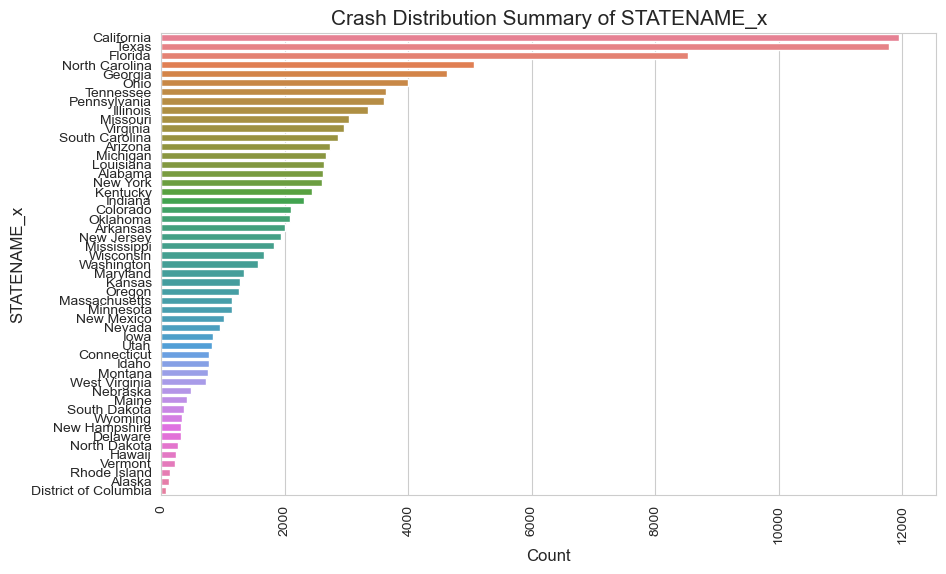 Crash Distribution Summary of STATENAME_x
STATENAME_x
California
Texas
Florida
North Carolina
Georgia
Ohio
Tennessee
Pennsylvania
Illinois
Missouri
Virginia
South Carolina
Arizona
Michigan
Louisiana
Alabama
New York
Kentucky
Indiana
Colorado
Oklahoma
Arkansas
New Jersey
Mississippi
Wisconsin
Washington
Maryland
Kansas
Oregon
Massachusetts
Minnesota
New Mexico
Nevada
Iowa
Utah
Connecticut
Idaho
Montana
West Virginia
Nebraska
Maine
South Dakota
Wyoming
New Hampshire
Delaware
North Dakota
Hawaii
Vermont
Rhode Island
Alaska
District of Columbia
0
2000
4000
6000
8000
10000
12000
Count